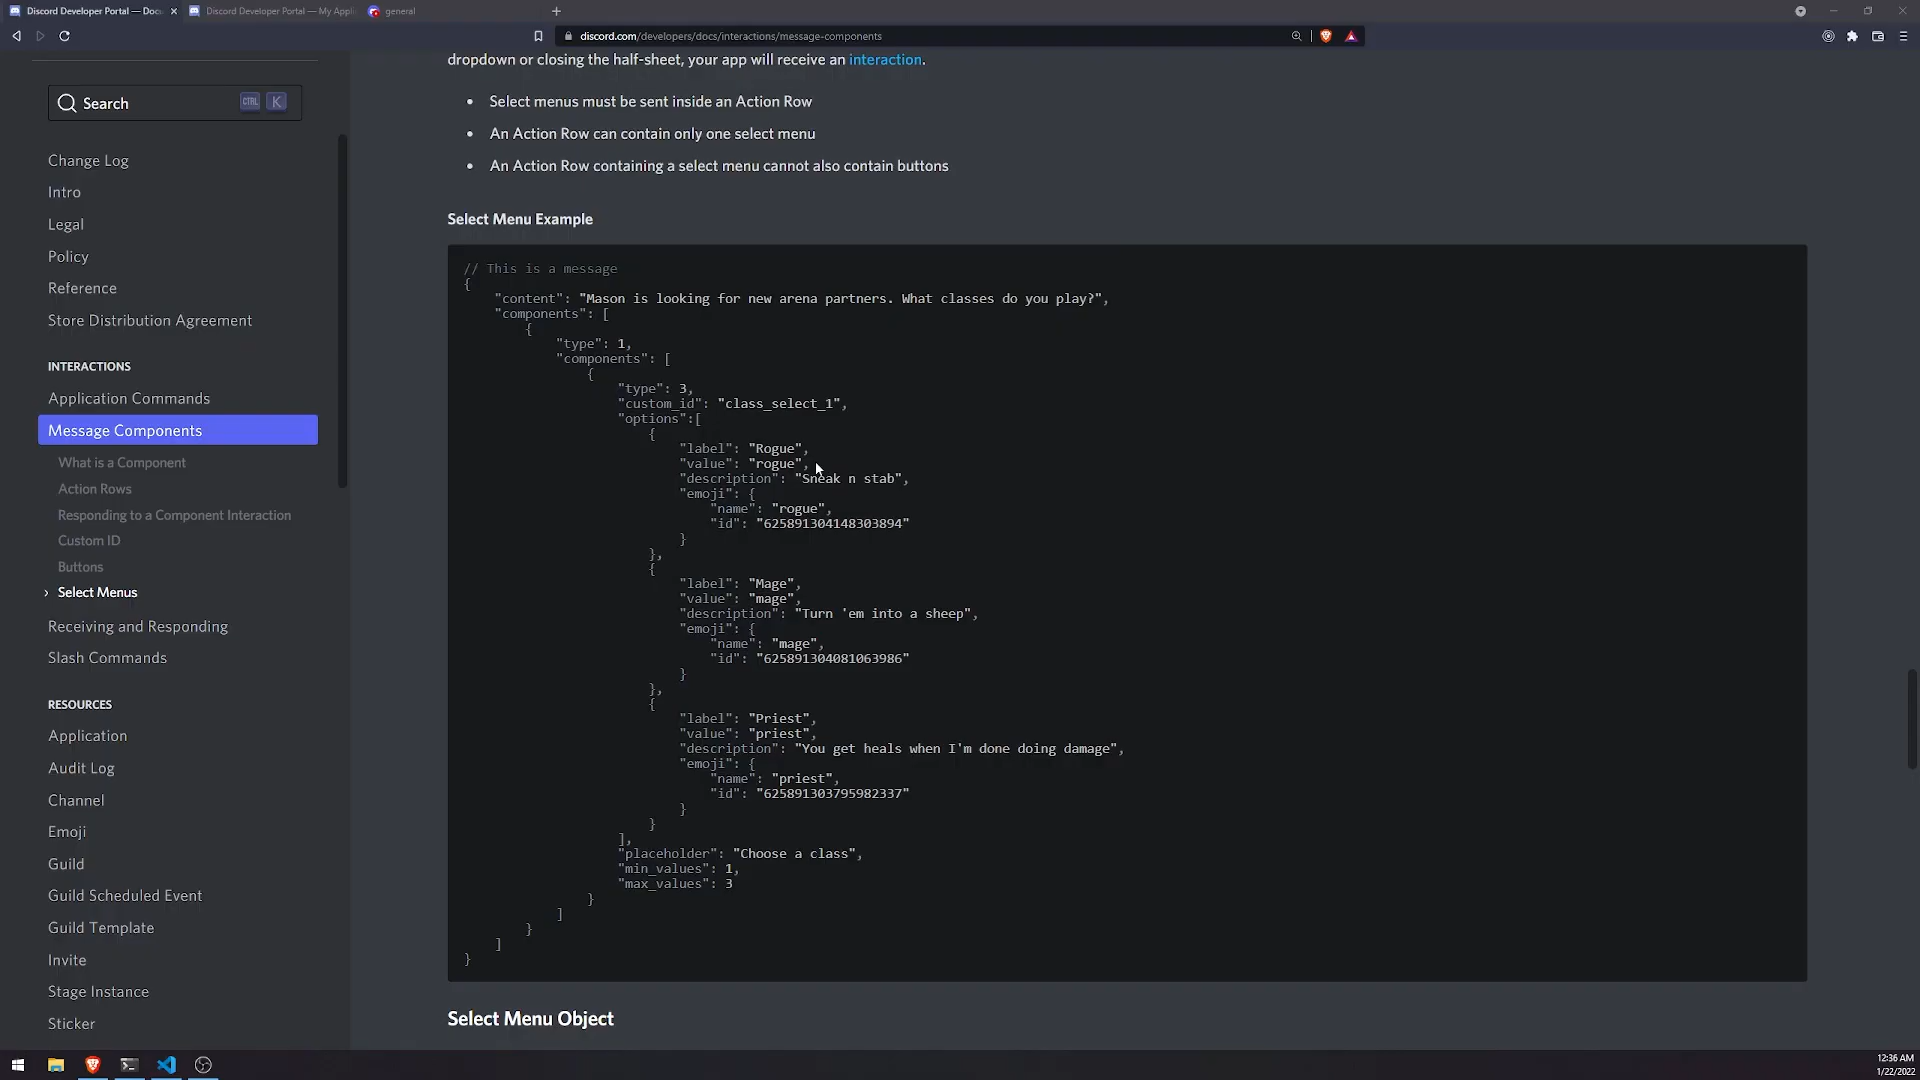 Discord Developer Portal — Docu
Discord Developer Portal — My Appli
general
discord.com/developers/docs/interactions/message-components
dropdown or closing the half-sheet, your app will receive an interaction.
Search
CTRL K
• Select menus must be sent inside an Action Row
• An Action Row can contain only one select menu
• An Action Row containing a select menu cannot also contain buttons
Change Log
Intro
Legal
Policy
Reference
Store Distribution Agreement
INTERACTIONS
Application Commands
Message Components
What is a Component
Action Rows
Responding to a Component Interaction
Custom ID
Buttons
› Select Menus
Receiving and Responding
Slash Commands
RESOURCES
Application
Audit Log
Channel
Emoji
Guild
Guild Scheduled Event
Guild Template
Invite
Stage Instance
Sticker
Select Menu Example
// This is a message
{
"content": "Mason is looking for new arena partners. What classes do you play?",
"components": [
{
"type": 1,
"components": [
{
"type": 3,
"custom_id": "class_select_1",
"options":[
{
"label": "Rogue",
"value": "rogue",
"description": "Sneak n stab",
"emoji": {
"name": "rogue",
"id": "625891304148303894"
}
},
{
"label": "Mage",
"value": "mage",
"description": "Turn 'em into a sheep",
"emoji": {
"name": "mage",
"id": "625891304081063986"
}
},
{
"label": "Priest",
"value": "priest",
"description": "You get heals when I'm done doing damage",
"emoji": {
"name": "priest",
"id": "625891303795982337"
}
}
],
"placeholder": "Choose a class",
"min_values": 1,
"max_values": 3
}
]
}
]
}
Select Menu Object
12:36 AM
1/22/2022